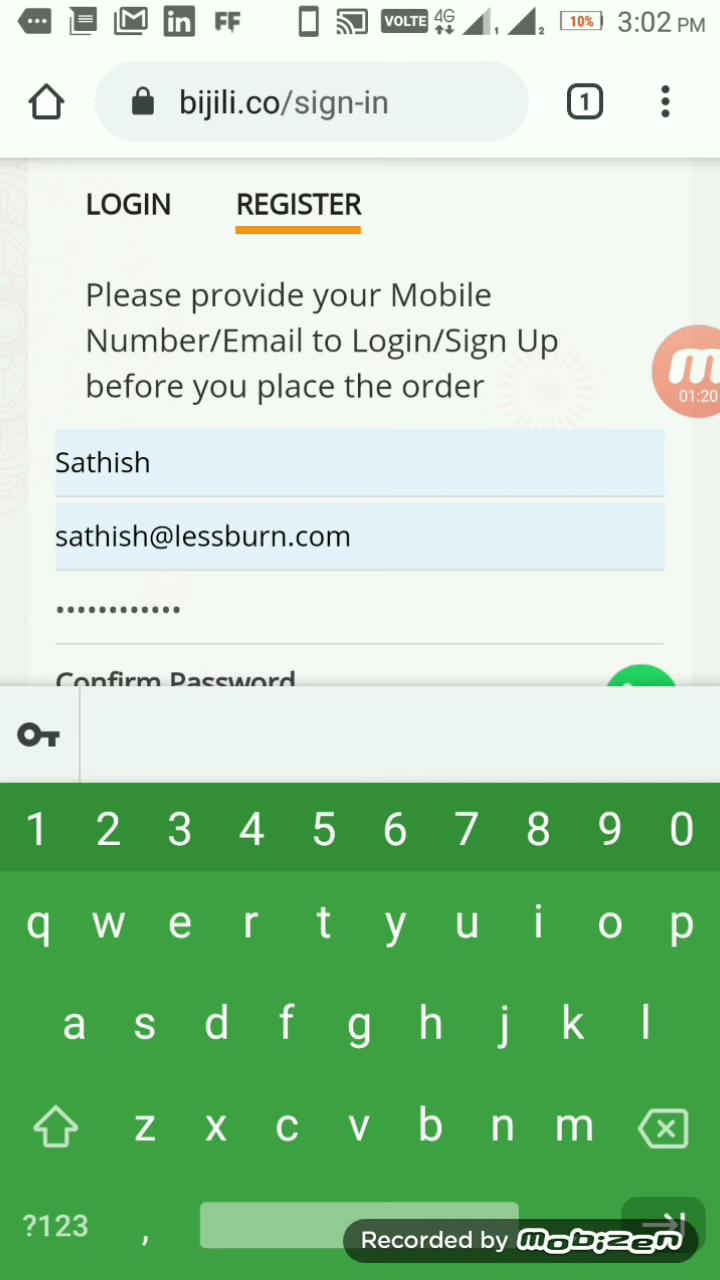 VOLTE 4G 1 2 10% 3:02 PM
bijili.co/sign-in 1
LOGIN REGISTER
Please provide your Mobile
Number/Email to Login/Sign Up
before you place the order
m
01:20
Sathish
sathish@lessburn.com
••••••••••••
Confirm Password
1 2 3 4 5 6 7 8 9 0
q w e r t y u i o p
a s d f g h j k l
z x c v b n m
?123 ,
Recorded by mobizen